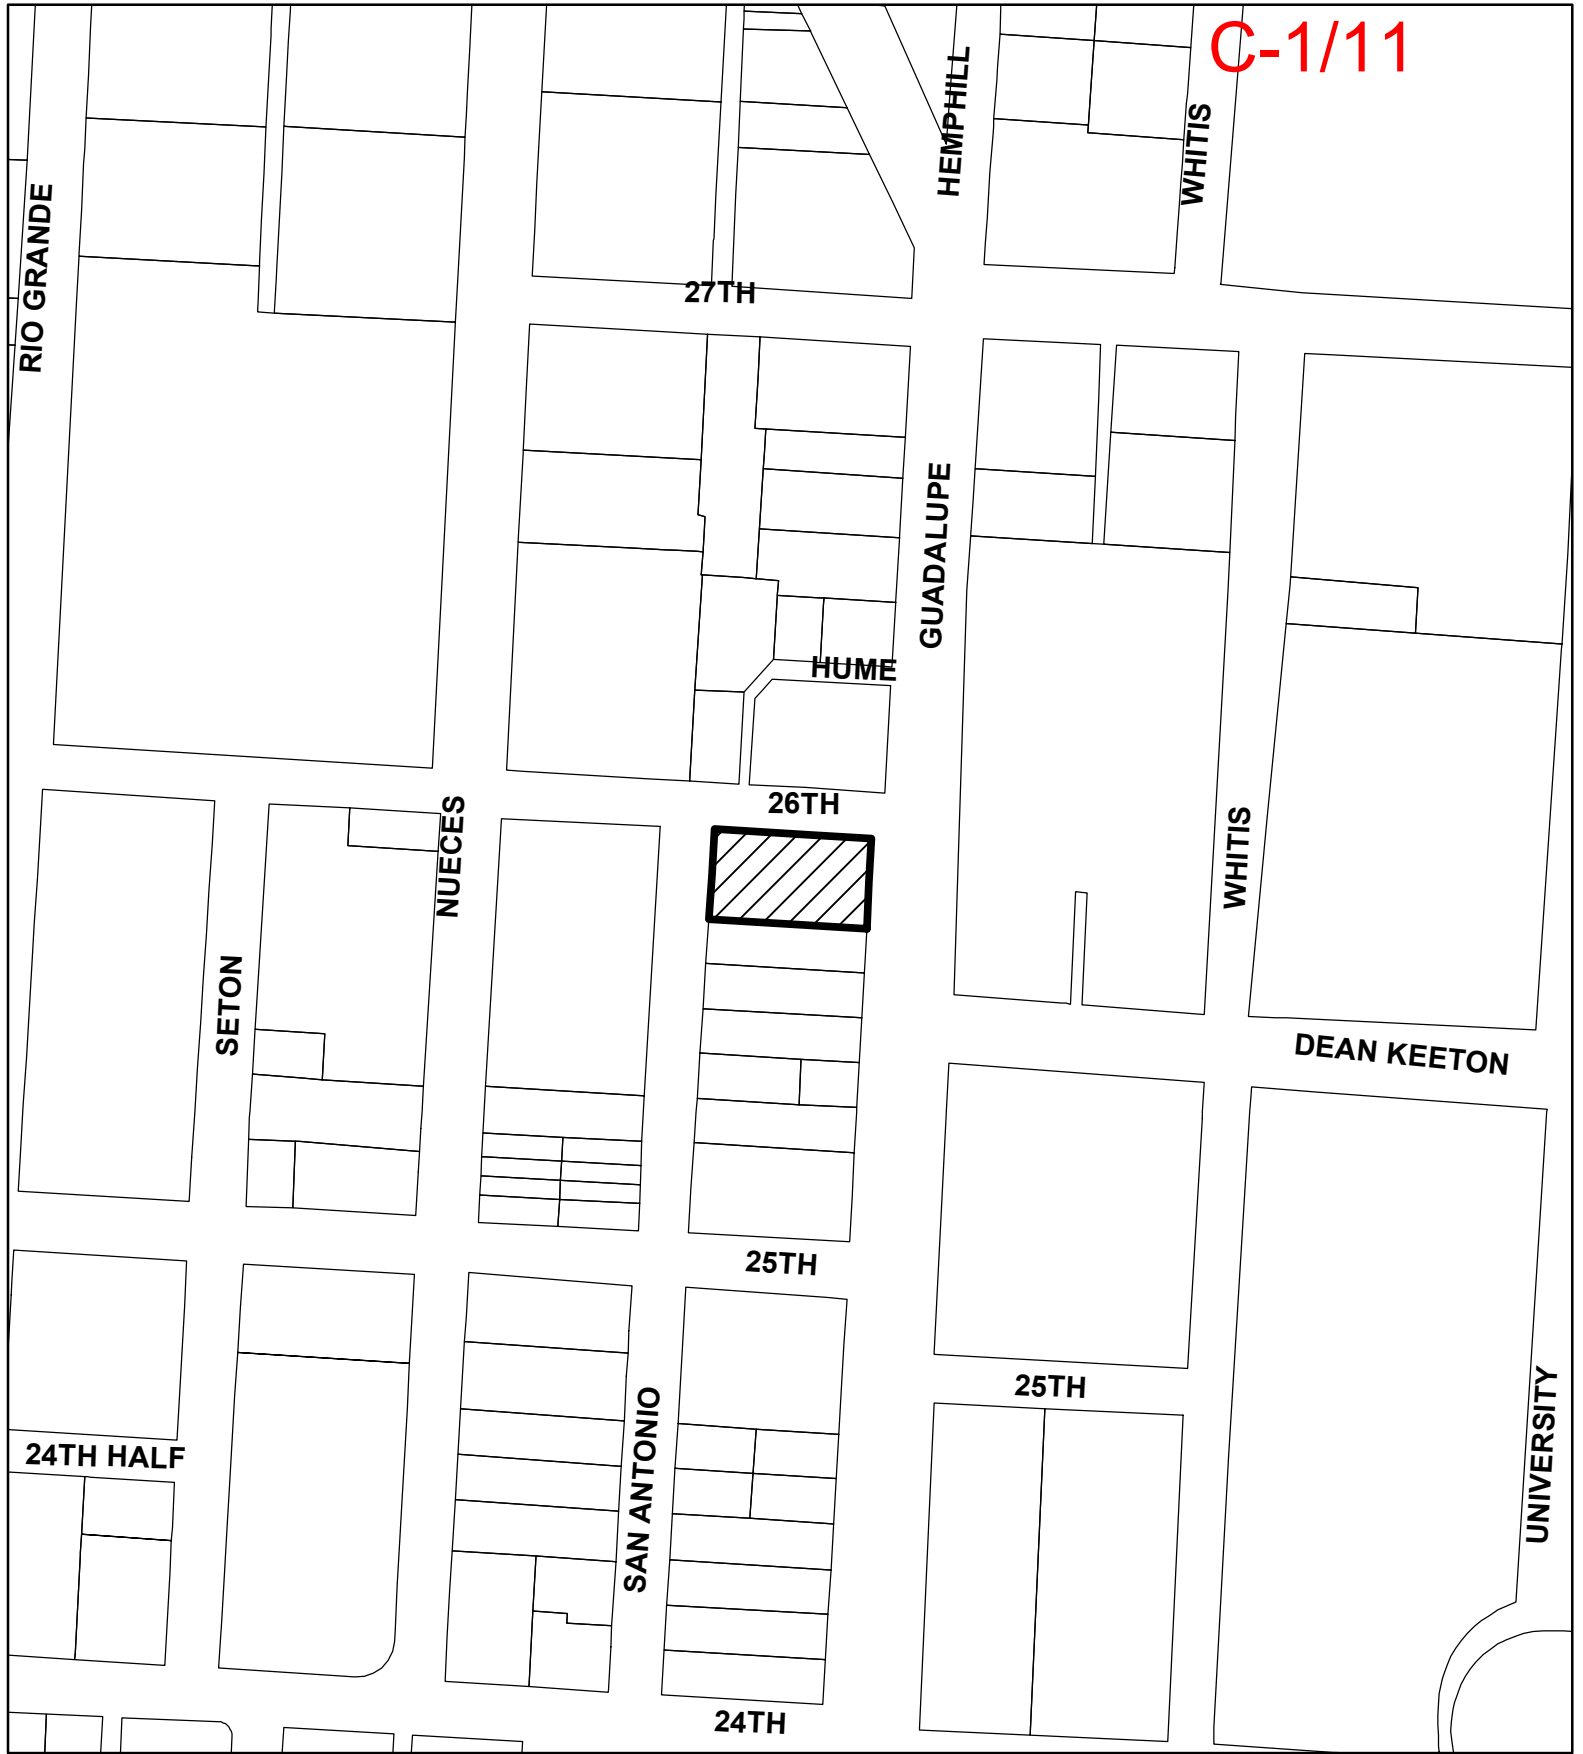 C-1/11
HEMPHILL
WHITIS
RIO GRANDE
27TH
GUADALUPE
HUME
26TH
NUECES
WHITIS
SETON
DEAN KEETON
25TH
25TH
SAN ANTONIO
UNIVERSITY
24TH HALF
24TH